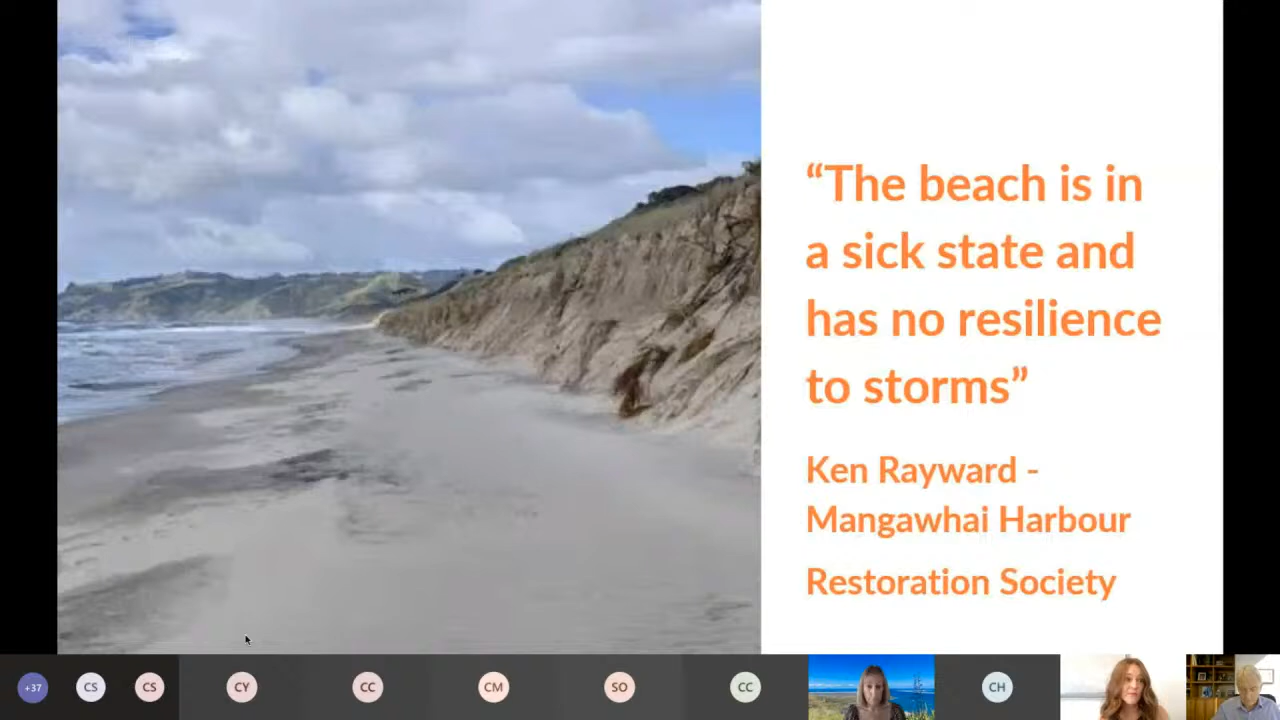 “The beach is in
a sick state and
has no resilience
to storms”
Ken Rayward -
Mangawhai Harbour
Restoration Society
+37
CS
CS
CY
CC
CM
SO
CC
CH